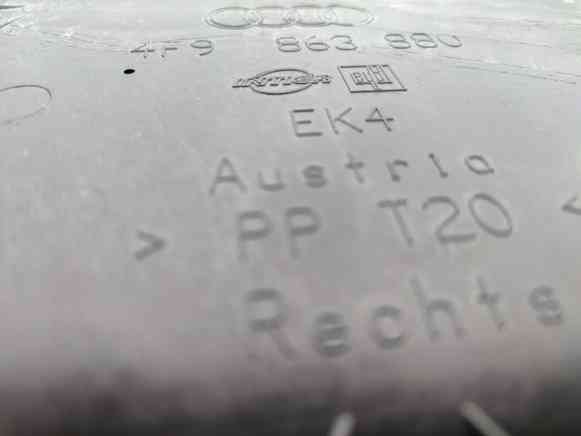 4F9 863 880
EK4
Austria
> PP T20 <
Rechts